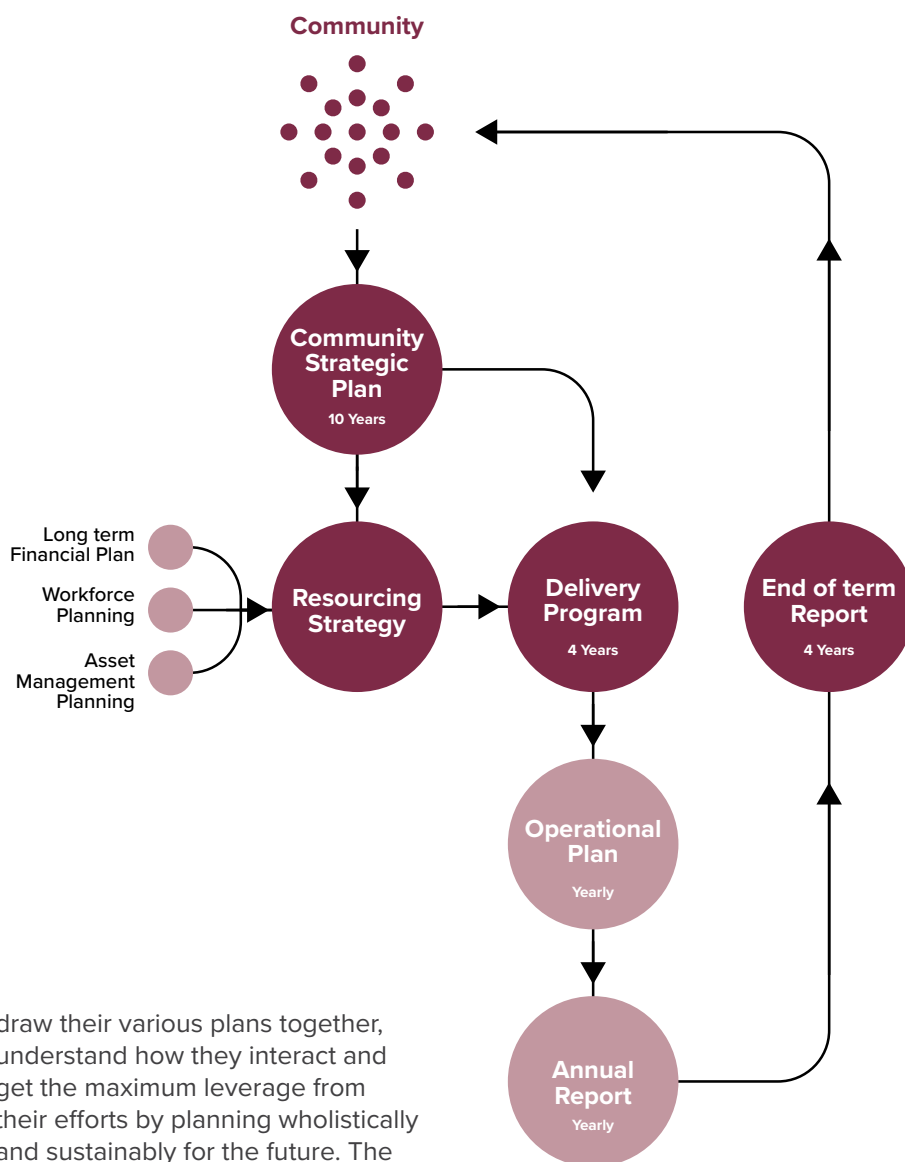 Community
Community
Strategic
Plan
10 Years
Long term
Financial Plan
Workforce
Planning
Asset
Management
Planning
Resourcing
Strategy
Delivery
Program
4 Years
End of term
Report
4 Years
Operational
Plan
Yearly
Annual
Report
Yearly
draw their various plans together,
understand how they interact and
get the maximum leverage from
their efforts by planning wholistically
and sustainably for the future. The